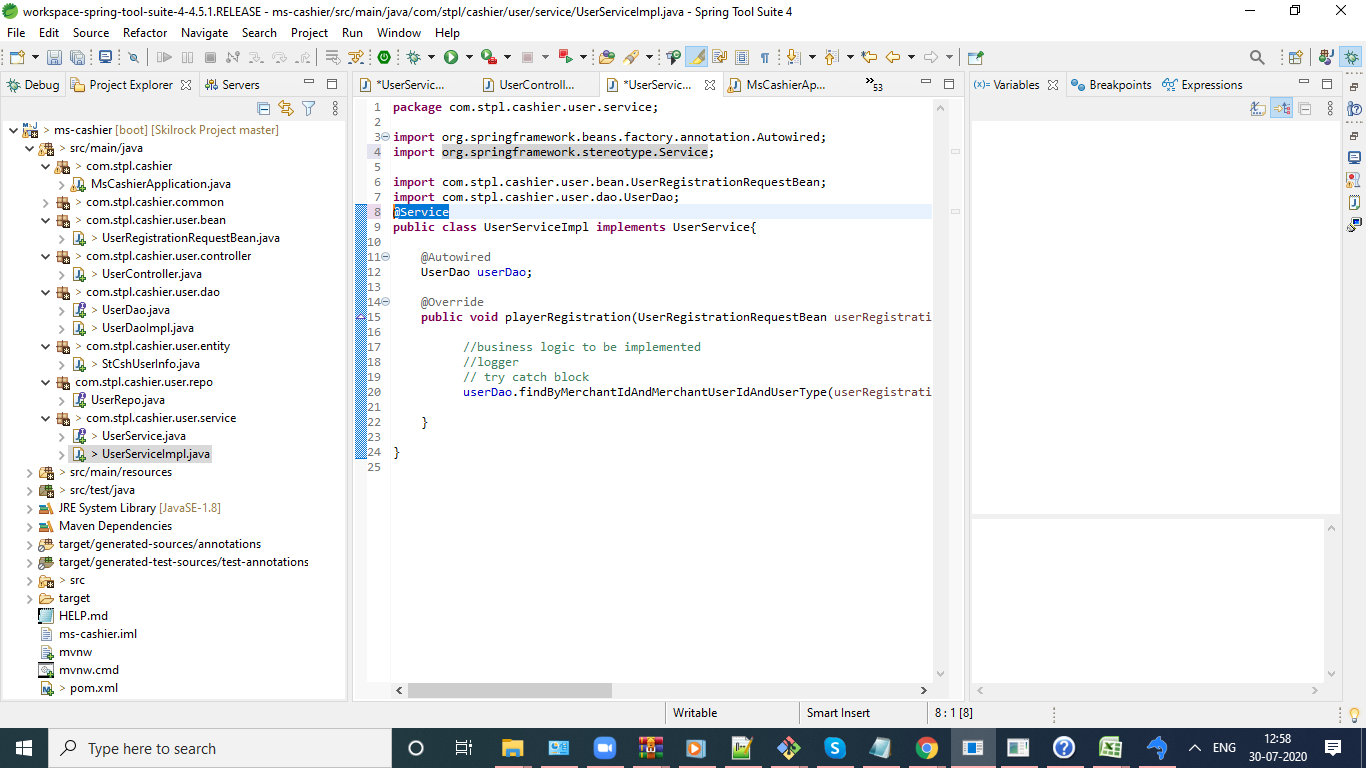 workspace-spring-tool-suite-4-4.5.1.RELEASE - ms-cashier/src/main/java/com/stpl/cashier/user/service/UserServiceImpl.java - Spring Tool Suite 4
File Edit Source Refactor Navigate Search Project Run Window Help
Debug Project Explorer Servers
*UserServic... UserControll... *UserServic... MsCashierAp... 53
(x)= Variables Breakpoints Expressions
> ms-cashier [boot] [Skilrock Project master]
> src/main/java
> com.stpl.cashier
> MsCashierApplication.java
> com.stpl.cashier.common
> com.stpl.cashier.user.bean
> UserRegistrationRequestBean.java
> com.stpl.cashier.user.controller
> UserController.java
> com.stpl.cashier.user.dao
> UserDao.java
> UserDaoImpl.java
> com.stpl.cashier.user.entity
> StCshUserInfo.java
com.stpl.cashier.user.repo
UserRepo.java
> com.stpl.cashier.user.service
> UserService.java
> UserServiceImpl.java
> src/main/resources
> src/test/java
JRE System Library [JavaSE-1.8]
Maven Dependencies
target/generated-sources/annotations
target/generated-test-sources/test-annotations
> src
target
HELP.md
ms-cashier.iml
mvnw
mvnw.cmd
> pom.xml
1 package com.stpl.cashier.user.service;
2
3 import org.springframework.beans.factory.annotation.Autowired;
4 import org.springframework.stereotype.Service;
5
6 import com.stpl.cashier.user.bean.UserRegistrationRequestBean;
7 import com.stpl.cashier.user.dao.UserDao;
8 @Service
9 public class UserServiceImpl implements UserService{
10
11 @Autowired
12 UserDao userDao;
13
14 @Override
15 public void playerRegistration(UserRegistrationRequestBean userRegistrati
16
17 //business logic to be implemented
18 //logger
19 // try catch block
20 userDao.findByMerchantIdAndMerchantUserIdAndUserType(userRegistrati
21
22 }
23
24 }
25
Writable Smart Insert 8 : 1 [8]
Type here to search
ENG
12:58
30-07-2020